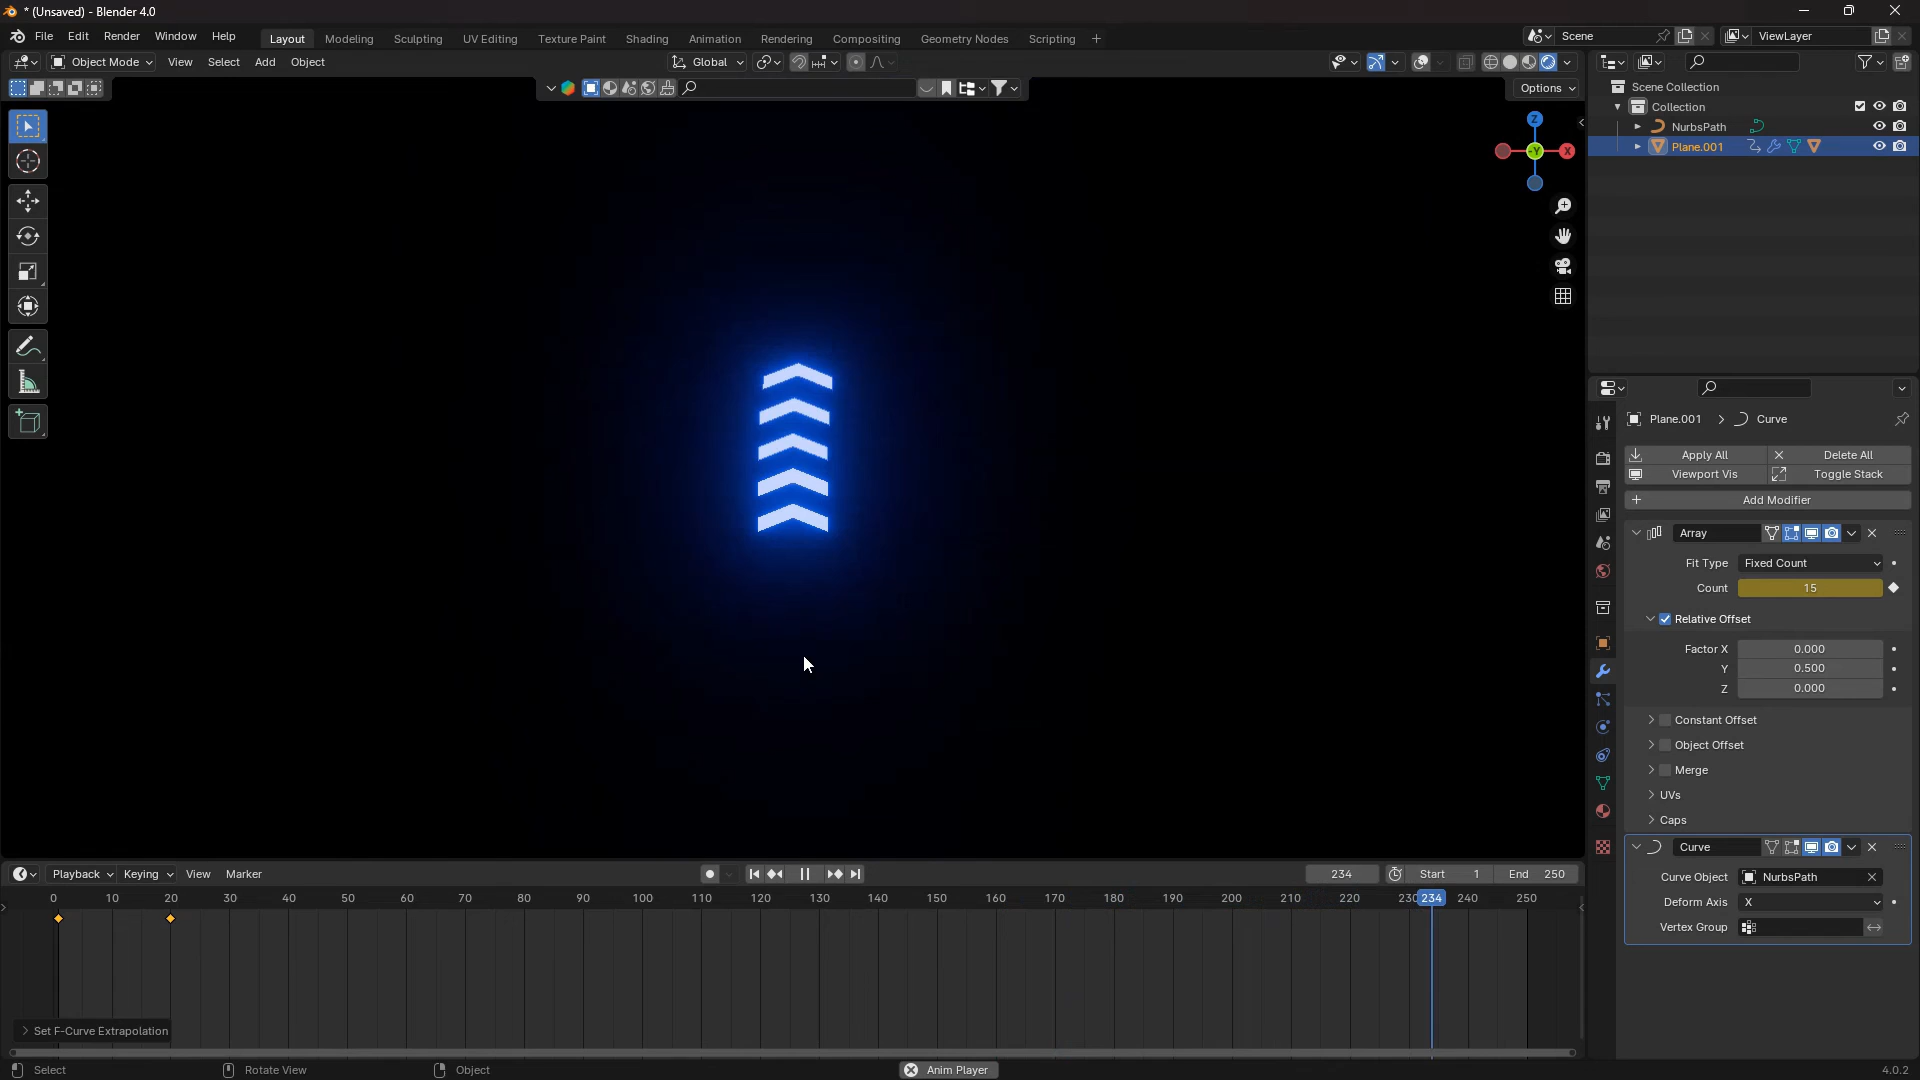 * (Unsaved) - Blender 4.0
File Edit Render Window Help
Layout Modeling Sculpting UV Editing Texture Paint Shading Animation Rendering Compositing Geometry Nodes Scripting +
Scene
ViewLayer
Object Mode View Select Add Object
Global
Options
Z
-Y
X
Scene Collection
Collection
NurbsPath
Plane.001
Plane.001 > Curve
Apply All
Delete All
Viewport Vis
Toggle Stack
Add Modifier
Array
Fit Type Fixed Count
Count 15
Relative Offset
Factor X 0.000
Y 0.500
Z 0.000
Constant Offset
Object Offset
Merge
UVs
Caps
Curve
Curve Object NurbsPath
Deform Axis X
Vertex Group
Playback Keying View Marker
234
Start 1 End 250
0 10 20 30 40 50 60 70 80 90 100 110 120 130 140 150 160 170 180 190 200 210 220 230 234 240 250
Set F-Curve Extrapolation
Select
Rotate View
Object
Anim Player
4.0.2